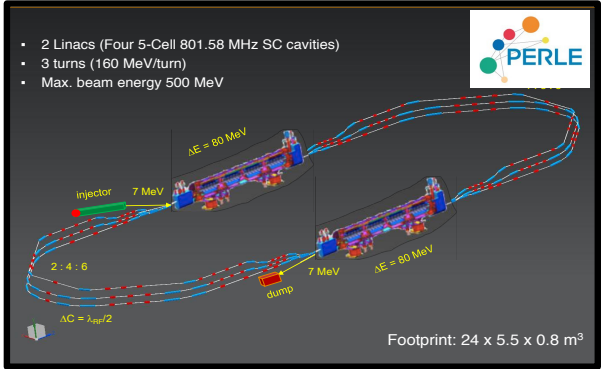 ▪ 2 Linacs (Four 5-Cell 801.58 MHz SC cavities)
▪ 3 turns (160 MeV/turn)
▪ Max. beam energy 500 MeV
PERLE
ΔE = 80 MeV
injector
7 MeV
2 : 4 : 6
7 MeV
ΔE = 80 MeV
dump
ΔC = λRF/2
Footprint: 24 x 5.5 x 0.8 m³